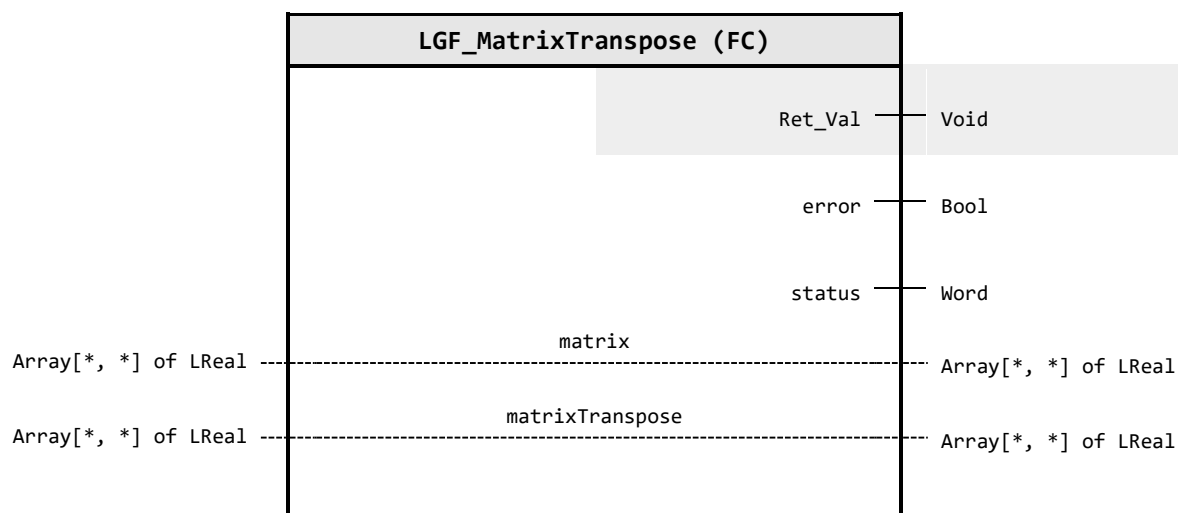 LGF_MatrixTranspose (FC)
Ret_Val Void
error Bool
status Word
matrix
Array[*, *] of LReal Array[*, *] of LReal
matrixTranspose
Array[*, *] of LReal Array[*, *] of LReal